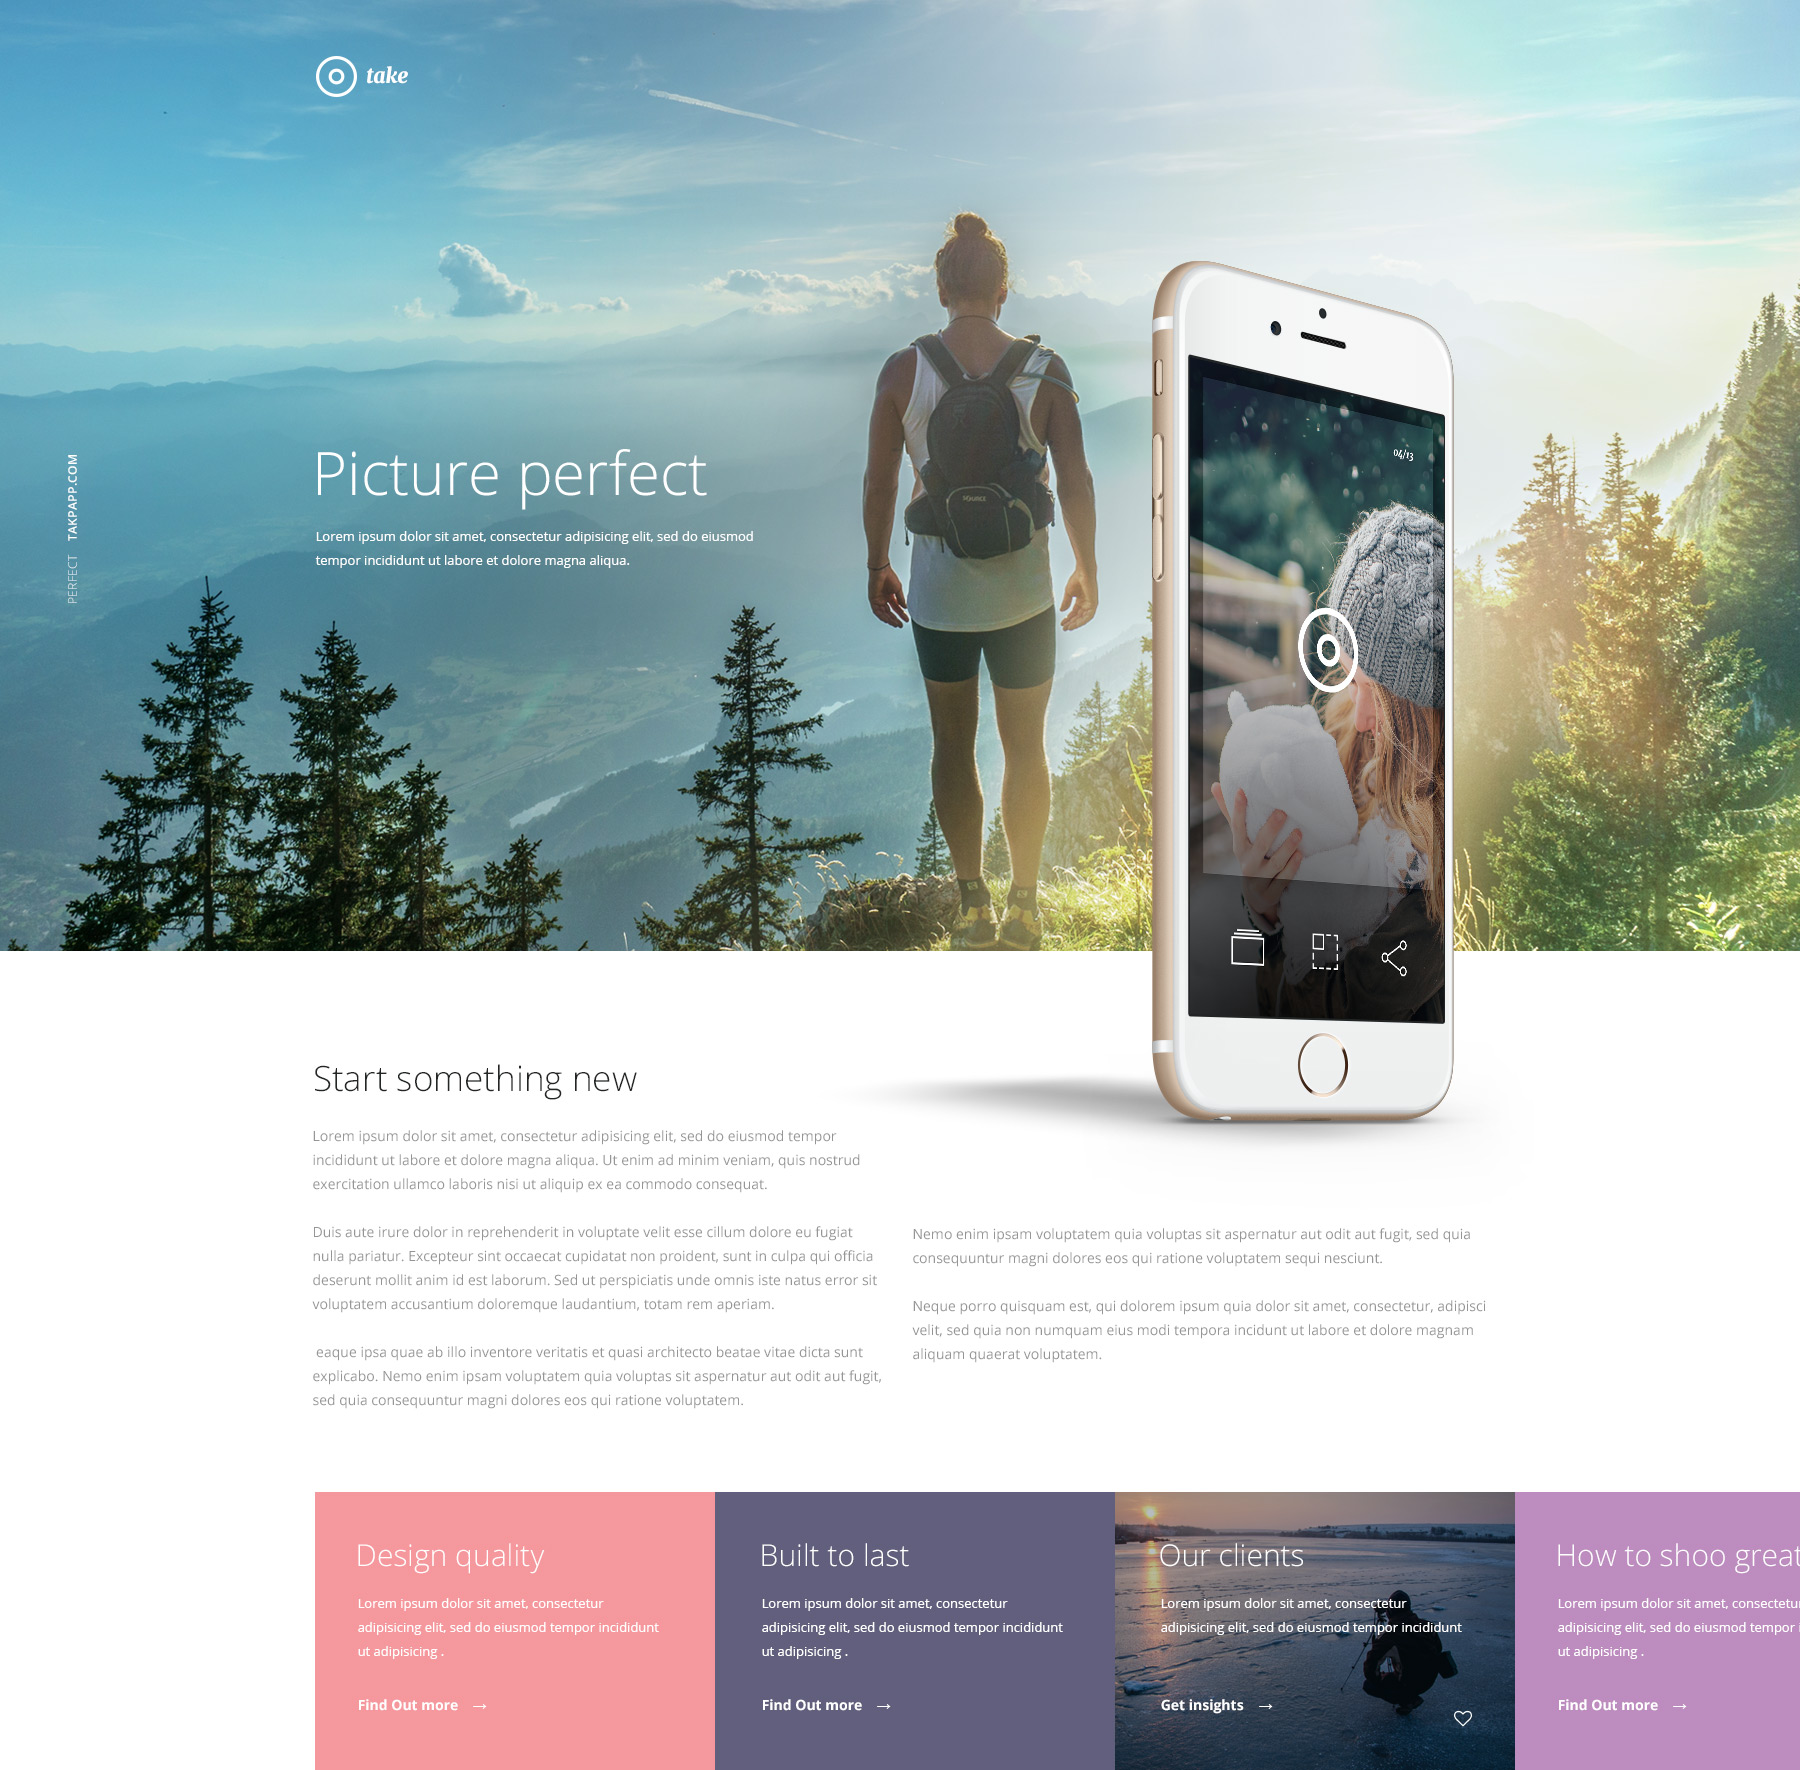 take
PERFECT TAKPAPP.COM
Picture perfect
Lorem ipsum dolor sit amet, consectetur adipisicing elit, sed do eiusmod
tempor incididunt ut labore et dolore magna aliqua.
04/13
Start something new
Lorem ipsum dolor sit amet, consectetur adipisicing elit, sed do eiusmod tempor
incididunt ut labore et dolore magna aliqua. Ut enim ad minim veniam, quis nostrud
exercitation ullamco laboris nisi ut aliquip ex ea commodo consequat.
Duis aute irure dolor in reprehenderit in voluptate velit esse cillum dolore eu fugiat
nulla pariatur. Excepteur sint occaecat cupidatat non proident, sunt in culpa qui officia
deserunt mollit anim id est laborum. Sed ut perspiciatis unde omnis iste natus error sit
voluptatem accusantium doloremque laudantium, totam rem aperiam.
eaque ipsa quae ab illo inventore veritatis et quasi architecto beatae vitae dicta sunt
explicabo. Nemo enim ipsam voluptatem quia voluptas sit aspernatur aut odit aut fugit,
sed quia consequuntur magni dolores eos qui ratione voluptatem.
Nemo enim ipsam voluptatem quia voluptas sit aspernatur aut odit aut fugit, sed quia
consequuntur magni dolores eos qui ratione voluptatem sequi nesciunt.
Neque porro quisquam est, qui dolorem ipsum quia dolor sit amet, consectetur, adipisci
velit, sed quia non numquam eius modi tempora incidunt ut labore et dolore magnam
aliquam quaerat voluptatem.
Design quality
Lorem ipsum dolor sit amet, consectetur
adipisicing elit, sed do eiusmod tempor incididunt
ut adipisicing .
Find Out more →
Built to last
Lorem ipsum dolor sit amet, consectetur
adipisicing elit, sed do eiusmod tempor incididunt
ut adipisicing .
Find Out more →
Our clients
Lorem ipsum dolor sit amet, consectetur
adipisicing elit, sed do eiusmod tempor incididunt
Get insights →
How to shoo great
Lorem ipsum dolor sit amet, consectetur
adipisicing elit, sed do eiusmod tempor
ut adipisicing .
Find Out more →